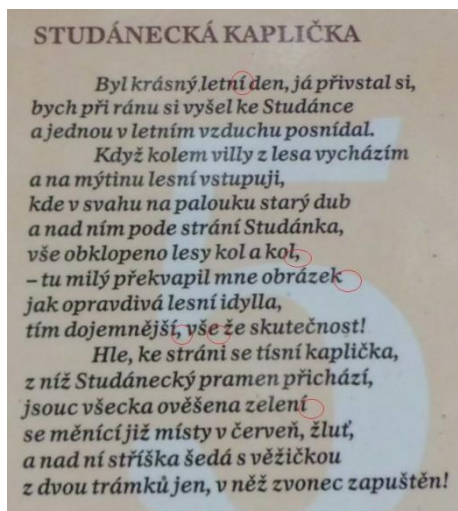 STUDÁNECKÁ KAPLIČKA
Byl krásný letní den, já přivstal si,
bych při ránu si vyšel ke Studánce
a jednou v letním vzduchu posnídal.
Když kolem villy z lesa vycházím
a na mýtinu lesní vstupuji,
kde v svahu na palouku starý dub
a nad ním pode strání Studánka,
vše obklopeno lesy kol a kol,
– tu milý překvapil mne obrázek
jak opravdivá lesní idylla,
tím dojemnější, vše že skutečnost!
Hle, ke stráni se tísní kaplička,
z níž Studánecký pramen přichází,
jsouc všecka ověšena zelení
se měnící již místy v červeň, žluť,
a nad ní stříška šedá s věžičkou
z dvou trámků jen, v něž zvonec zapuštěn!